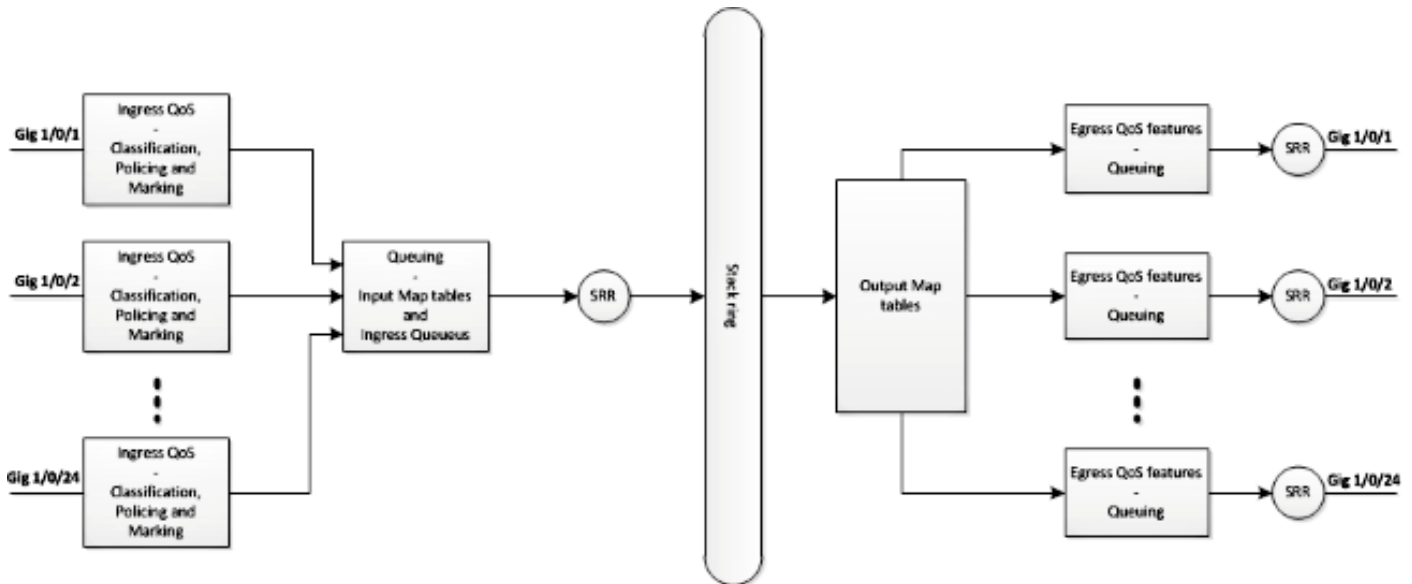 Gig 1/0/1
Ingress QoS
-
Classification,
Policing and
Marking
Gig 1/0/2
Ingress QoS
-
Classification,
Policing and
Marking
Gig 1/0/24
Ingress QoS
-
Classification,
Policing and
Marking
Queuing
-
Input Map tables
and
Ingress Queueus
SRR
Stack ring
Output Map
tables
Egress QoS features
-
Queuing
SRR
Gig 1/0/1
Egress QoS features
-
Queuing
SRR
Gig 1/0/2
Egress QoS features
-
Queuing
SRR
Gig 1/0/24